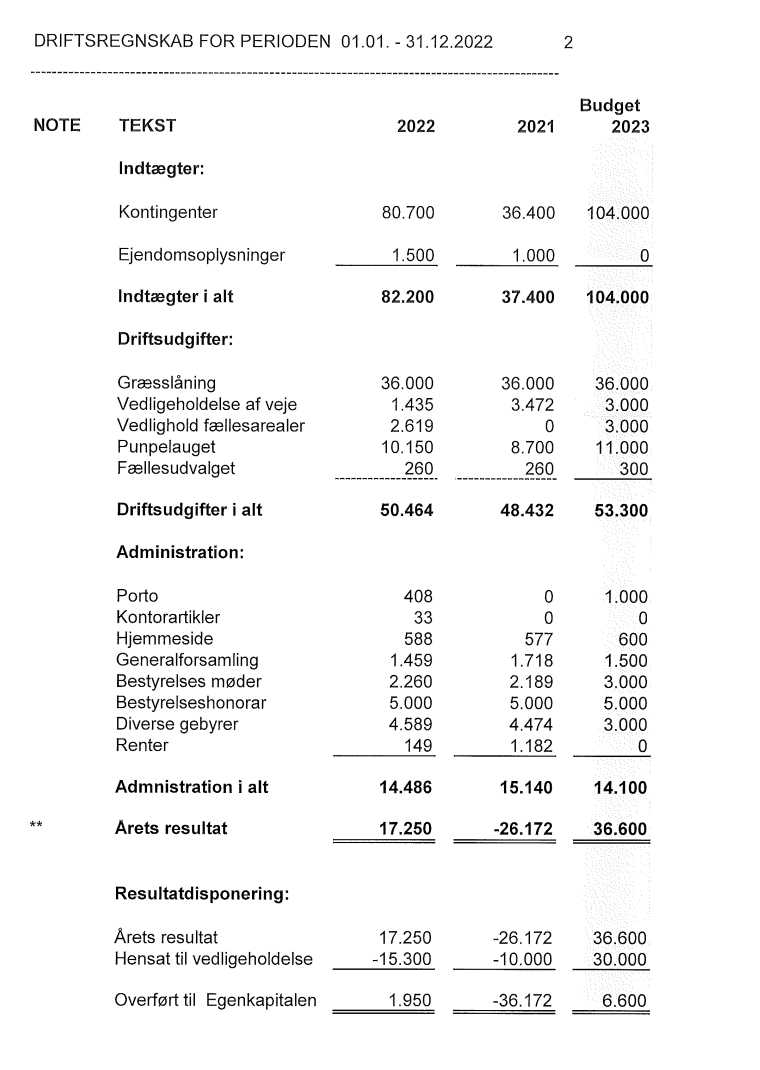 DRIFTSREGNSKAB FOR PERIODEN 01.01. - 31.12.2022 2
Budget
NOTE TEKST 2022 2021 2023
Indtægter:
Kontingenter 80.700 36.400 104.000
Ejendomsoplysninger 1.500 1.000 0
Indtægter i alt 82.200 37.400 104.000
Driftsudgifter:
Græsslåning 36.000 36.000 36.000
Vedligeholdelse af veje 1.435 3.472 3.000
Vedlighold fællesarealer 2.619 0 3.000
Punpelauget 10.150 8.700 11.000
Fællesudvalget 260 260 300
Driftsudgifter i alt 50.464 48.432 53.300
Administration:
Porto 408 0 1.000
Kontorartikler 33 0 0
Hjemmeside 588 577 600
Generalforsamling 1.459 1.718 1.500
Bestyrelses møder 2.260 2.189 3.000
Bestyrelseshonorar 5.000 5.000 5.000
Diverse gebyrer 4.589 4.474 3.000
Renter 149 1.182 0
Admnistration i alt 14.486 15.140 14.100
** Årets resultat 17.250 -26.172 36.600
Resultatdisponering:
Årets resultat 17.250 -26.172 36.600
Hensat til vedligeholdelse -15.300 -10.000 30.000
Overført til Egenkapitalen 1.950 -36.172 6.600